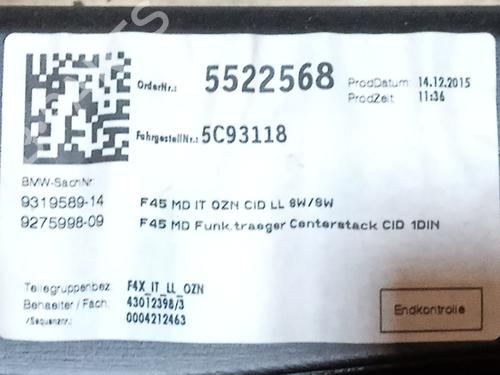 OrderNr.: 5522568 ProdDatum: 14.12.2015
ProdZeit: 11:36
FahrgestellNr.: 5C93118
BMW-SachNr
9319589-14 F45 MD IT OZN CID LL SW/SW
9275998-09 F45 MD Funk.traeger Centerstack CID 1DIN
Teilegruppenbez. F4X_IT_LL_OZN
Behaelter / Fach: 43012398/3
/Sequenznr.: 0004212463
Endkontrolle